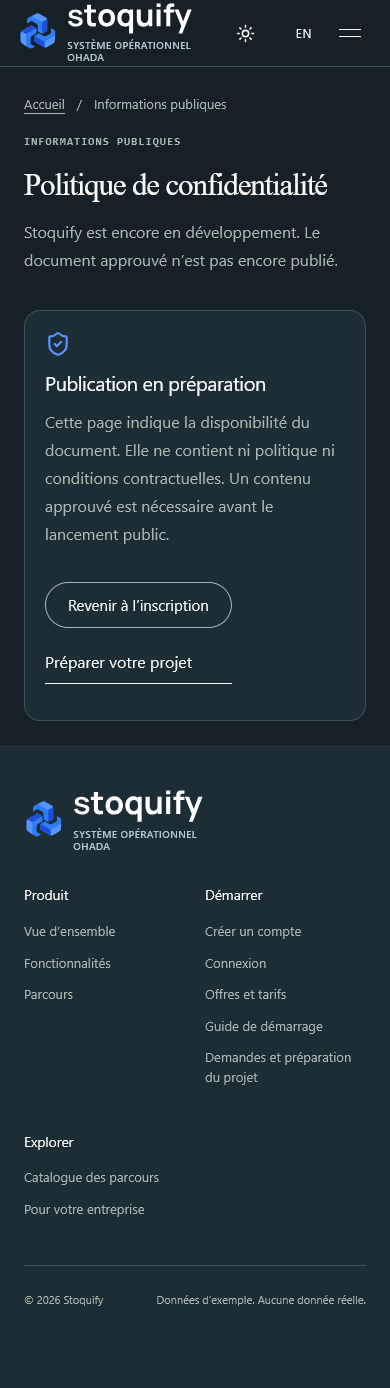 stoquify
SYSTÈME OPÉRATIONNEL
OHADA
EN
Accueil / Informations publiques
INFORMATIONS PUBLIQUES
Politique de confidentialité
Stoquify est encore en développement. Le
document approuvé n’est pas encore publié.
Publication en préparation
Cette page indique la disponibilité du
document. Elle ne contient ni politique ni
conditions contractuelles. Un contenu
approuvé est nécessaire avant le
lancement public.
Revenir à l’inscription
Préparer votre projet
stoquify
SYSTÈME OPÉRATIONNEL
OHADA
Produit
Vue d’ensemble
Fonctionnalités
Parcours
Démarrer
Créer un compte
Connexion
Offres et tarifs
Guide de démarrage
Demandes et préparation
du projet
Explorer
Catalogue des parcours
Pour votre entreprise
© 2026 Stoquify
Données d’exemple. Aucune donnée réelle.